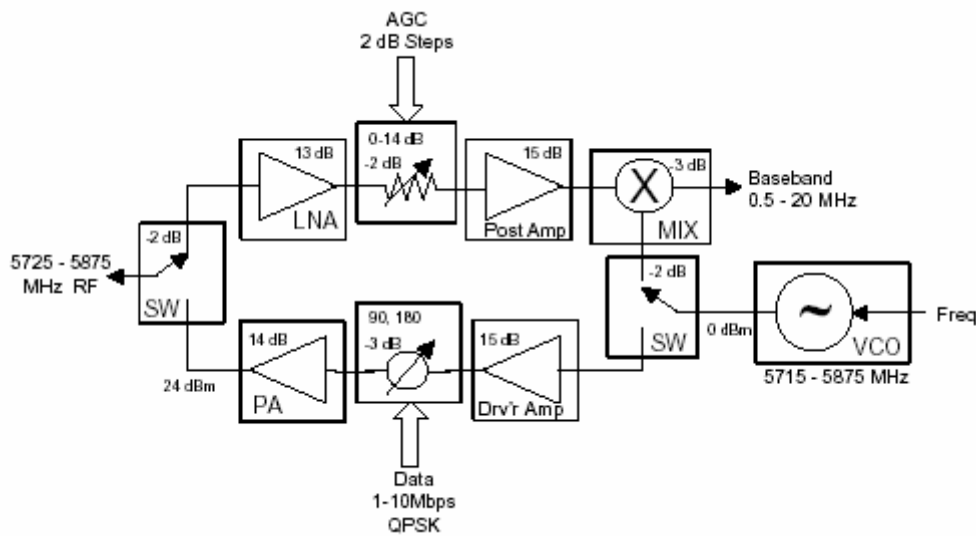 AGC
2 dB Steps
13 dB
LNA
0-14 dB
-2 dB
15 dB
Post Amp
-3 dB
X
MIX
Baseband
0.5 - 20 MHz
-2 dB
SW
5725 - 5875
MHz RF
-2 dB
SW
0 dBm
~
VCO
Freq
5715 - 5875 MHz
24 dBm
14 dB
PA
90, 180
-3 dB
15 dB
Drv'r Amp
Data
1-10Mbps
QPSK